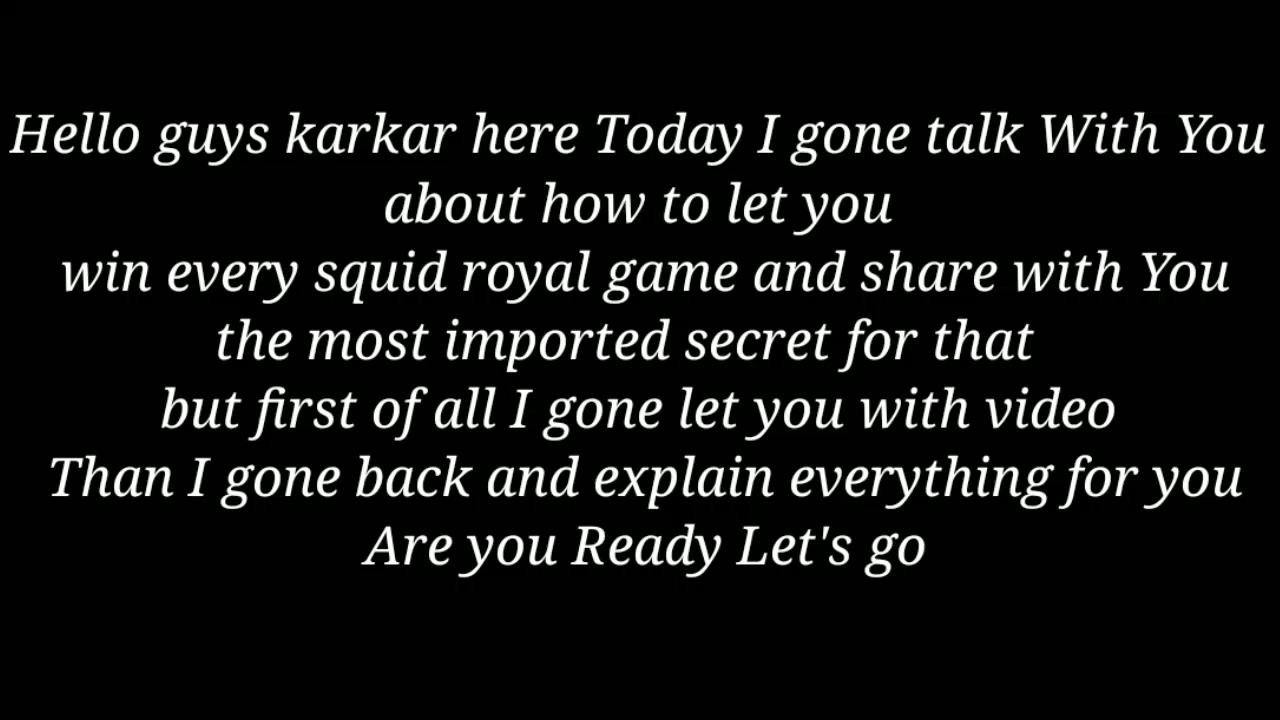 Hello guys karkar here Today I gone talk With You
about how to let you
win every squid royal game and share with You
the most imported secret for that
but first of all I gone let you with video
Than I gone back and explain everything for you
Are you Ready Let's go